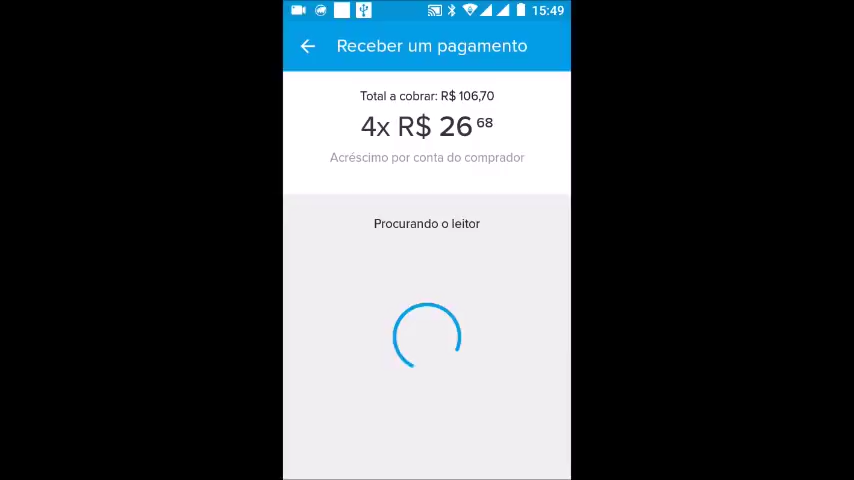 15:49
Receber um pagamento
Total a cobrar: R$ 106,70
4x R$ 26 68
Acréscimo por conta do comprador
Procurando o leitor